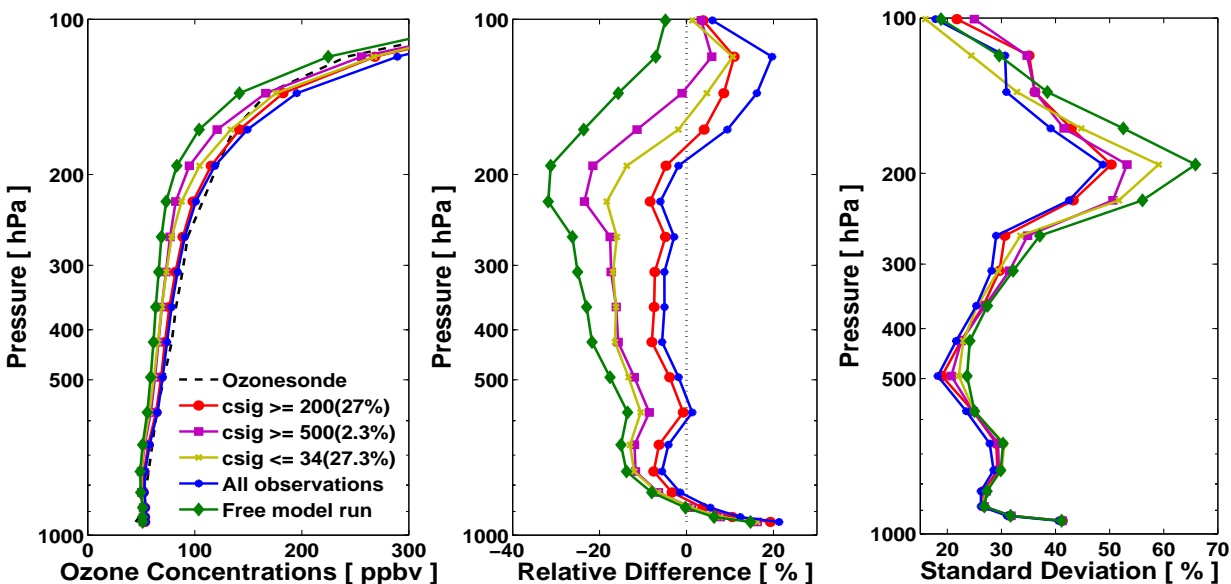 100
200
300
400
500
1000
Pressure [ hPa]
0
100
200
300
Ozone Concentrations [ ppbv ]
Ozonesonde
csig >= 200(27%)
csig >= 500(2.3%)
csig <= 34(27.3%)
All observations
Free model run
100
200
300
400
500
1000
Pressure [ hPa]
−40
−20
0
20
Relative Difference [ % ]
100
200
300
400
500
1000
Pressure [ hPa]
20
30
40
50
60
70
Standard Deviation [ % ]